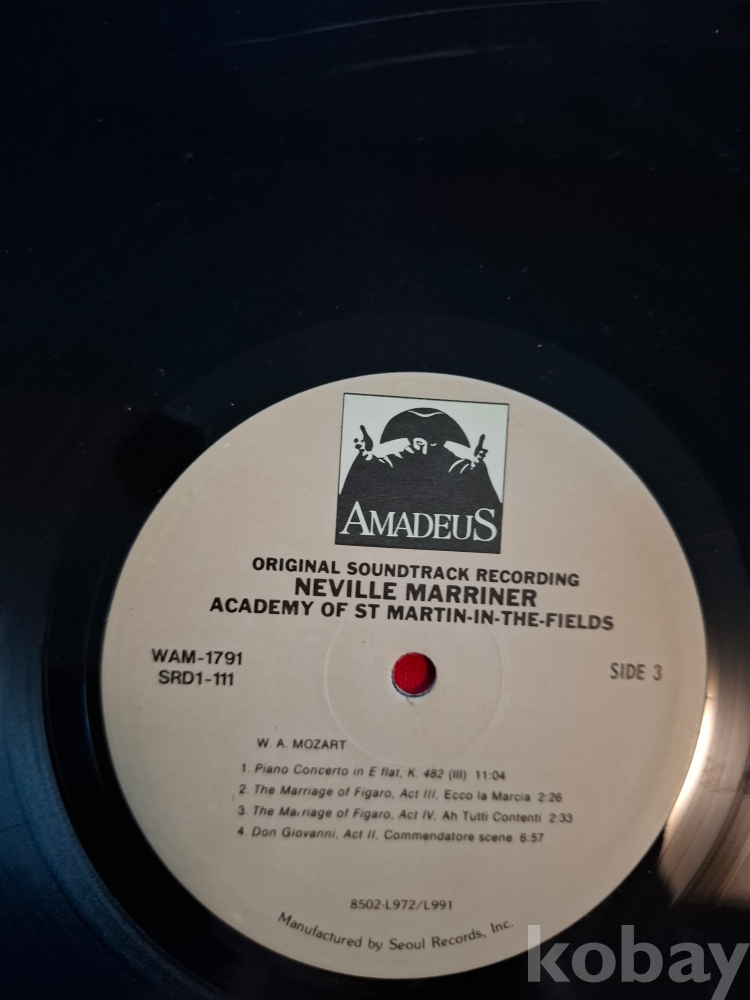 AMADEUS
ORIGINAL SOUNDTRACK RECORDING
NEVILLE MARRINER
ACADEMY OF ST MARTIN-IN-THE-FIELDS
WAM-1791
SRD1-111
SIDE 3
W. A. MOZART
1. Piano Concerto in E flat, K. 482 (III) 11:04
2. The Marriage of Figaro, Act III, Ecco la Marcia 2:26
3. The Marriage of Figaro, Act IV, Ah Tutti Contenti 2:33
4. Don Giovanni, Act II, Commendatore scene 6:57
8502-L972/L991
Manufactured by Seoul Records, Inc.
kobay